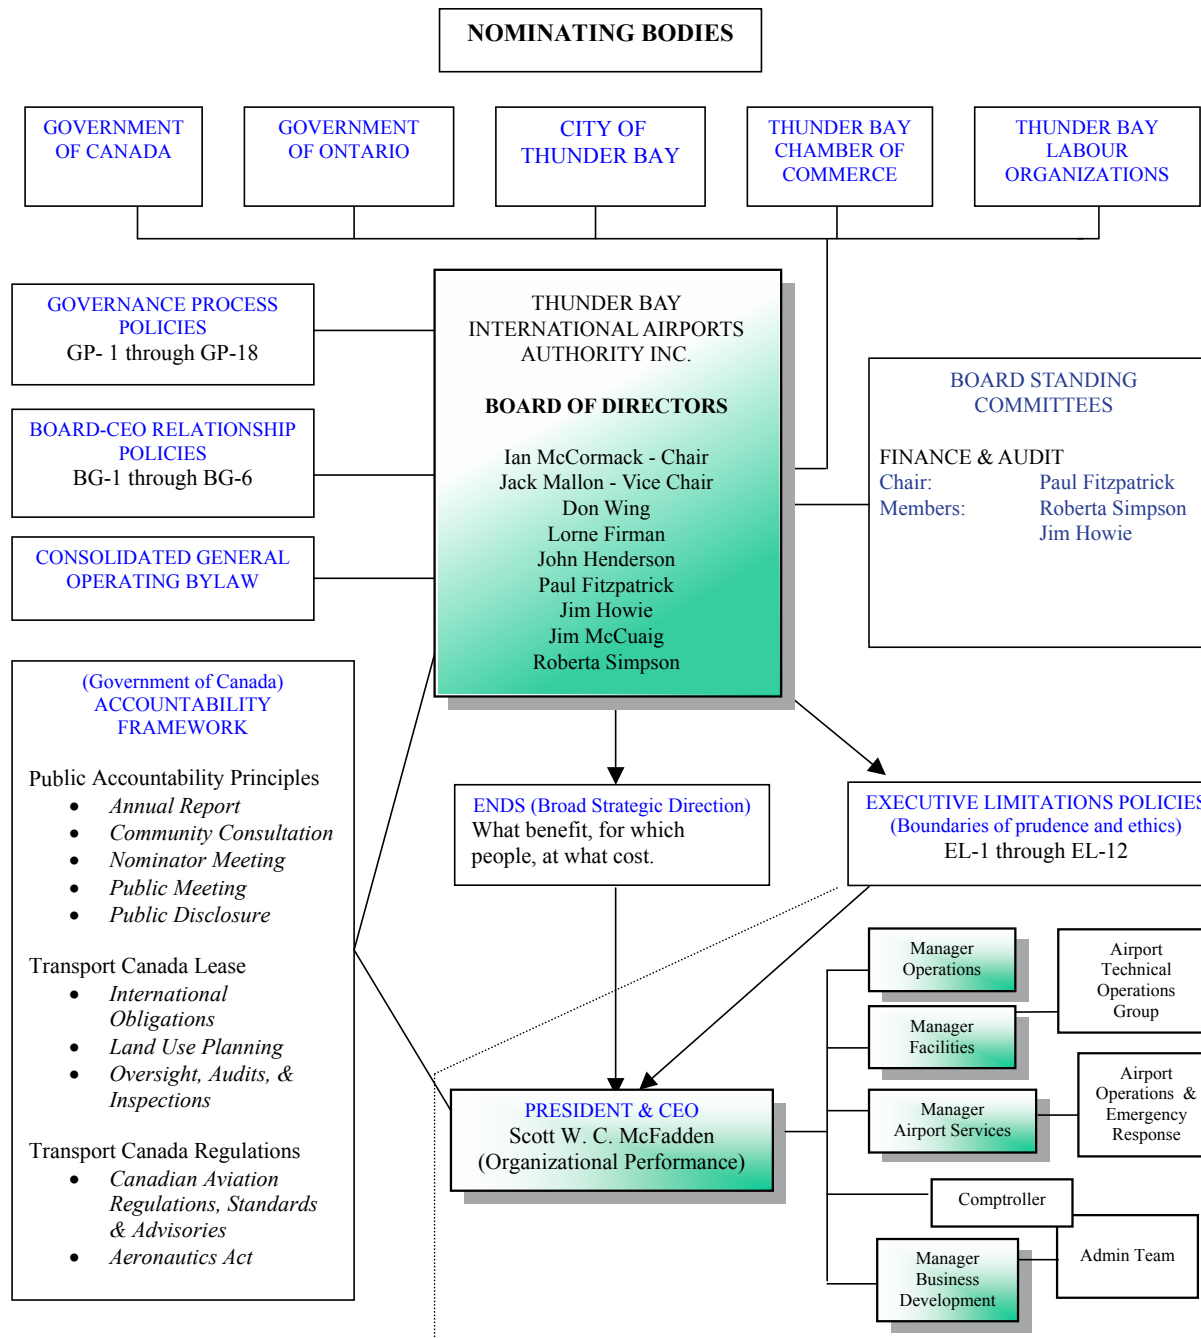 NOMINATING BODIES
GOVERNMENT
OF CANADA
GOVERNMENT
OF ONTARIO
CITY OF
THUNDER BAY
THUNDER BAY
CHAMBER OF
COMMERCE
THUNDER BAY
LABOUR
ORGANIZATIONS
GOVERNANCE PROCESS
POLICIES
GP- 1 through GP-18
BOARD-CEO RELATIONSHIP
POLICIES
BG-1 through BG-6
CONSOLIDATED GENERAL
OPERATING BYLAW
THUNDER BAY
INTERNATIONAL AIRPORTS
AUTHORITY INC.
BOARD OF DIRECTORS
Ian McCormack - Chair
Jack Mallon - Vice Chair
Don Wing
Lorne Firman
John Henderson
Paul Fitzpatrick
Jim Howie
Jim McCuaig
Roberta Simpson
BOARD STANDING
COMMITTEES
FINANCE & AUDIT
Chair: Paul Fitzpatrick
Members: Roberta Simpson
Jim Howie
(Government of Canada)
ACCOUNTABILITY
FRAMEWORK
Public Accountability Principles
• Annual Report
• Community Consultation
• Nominator Meeting
• Public Meeting
• Public Disclosure
Transport Canada Lease
• International
Obligations
• Land Use Planning
• Oversight, Audits, &
Inspections
Transport Canada Regulations
• Canadian Aviation
Regulations, Standards
& Advisories
• Aeronautics Act
ENDS (Broad Strategic Direction)
What benefit, for which
people, at what cost.
EXECUTIVE LIMITATIONS POLICIES
(Boundaries of prudence and ethics)
EL-1 through EL-12
PRESIDENT & CEO
Scott W. C. McFadden
(Organizational Performance)
Manager
Operations
Airport
Technical
Operations
Group
Manager
Facilities
Manager
Airport Services
Airport
Operations &
Emergency
Response
Comptroller
Admin Team
Manager
Business
Development